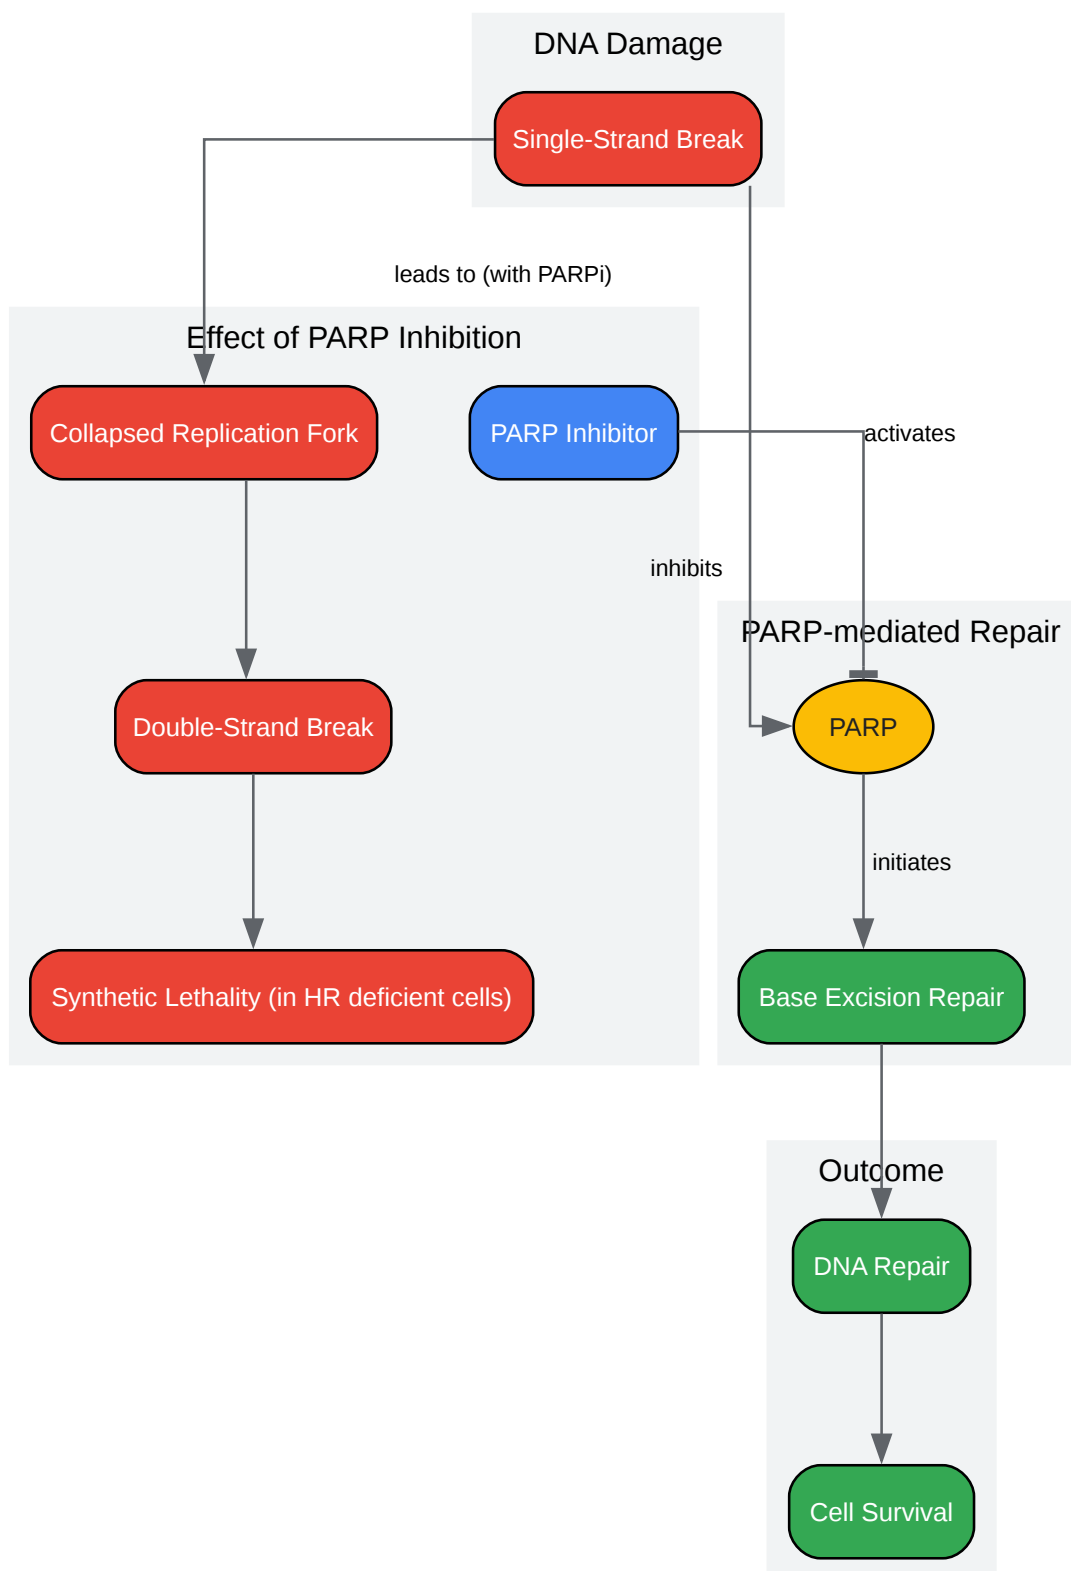 DNA Damage
Single-Strand Break
leads to (with PARPi)
Effect of PARP Inhibition
Collapsed Replication Fork
PARP Inhibitor
activates
inhibits
PARP-mediated Repair
Double-Strand Break
PARP
initiates
Synthetic Lethality (in HR deficient cells)
Base Excision Repair
Outcome
DNA Repair
Cell Survival